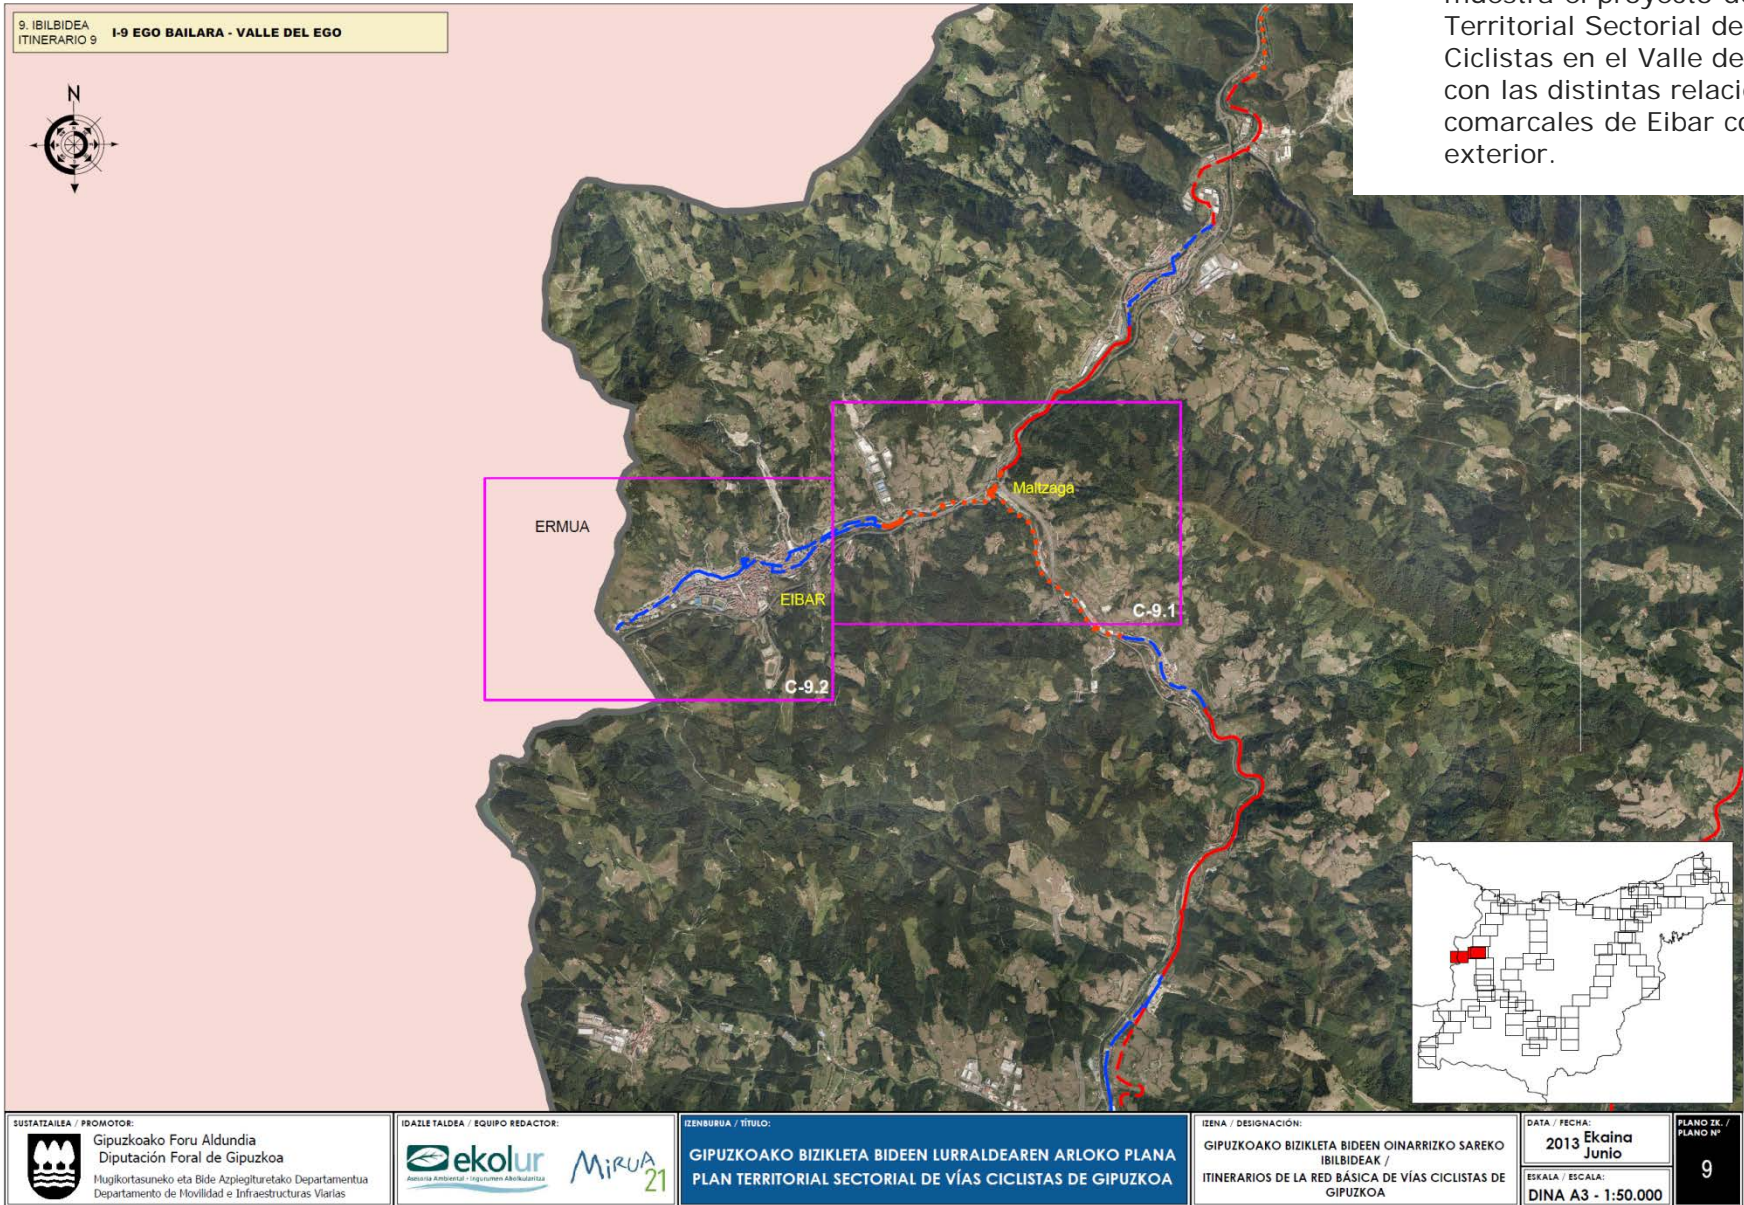 9. IBILBIDEA
ITINERARIO 9
I-9 EGO BAILARA - VALLE DEL EGO
N
Territorial Sectorial de
Ciclistas en el Valle de
con las distintas
comarcales de Eibar
exterior.
Maltzaga
ERMUA
EIBAR
C-9.1
C-9.2
SUSTATZAILEA / PROMOTOR:
Gipuzkoako Foru Aldundia
Diputación Foral de Gipuzkoa
Mugikortasuneko eta Bide Azpiegituretako Departamentua
Departamento de Movilidad e Infraestructuras Viarias
IDAZLE TALDEA / EQUIPO REDACTOR:
ekolur
Asesoría Ambiental - Ingurumen Aholkularitza
MiRUA
21
IZENBURUA / TÍTULO:
GIPUZKOAKO BIZIKLETA BIDEEN LURRALDEAREN ARLOKO PLANA
PLAN TERRITORIAL SECTORIAL DE VÍAS CICLISTAS DE GIPUZKOA
IZENA / DESIGNACIÓN:
GIPUZKOAKO BIZIKLETA BIDEEN OINARRIZKO SAREKO
IBILBIDEAK /
ITINERARIOS DE LA RED BÁSICA DE VÍAS CICLISTAS DE
GIPUZKOA
DATA / FECHA:
2013 Ekaina
Junio
ESKALA / ESCALA:
DINA A3 - 1:50.000
PLANO ZK. /
PLANO Nº
9